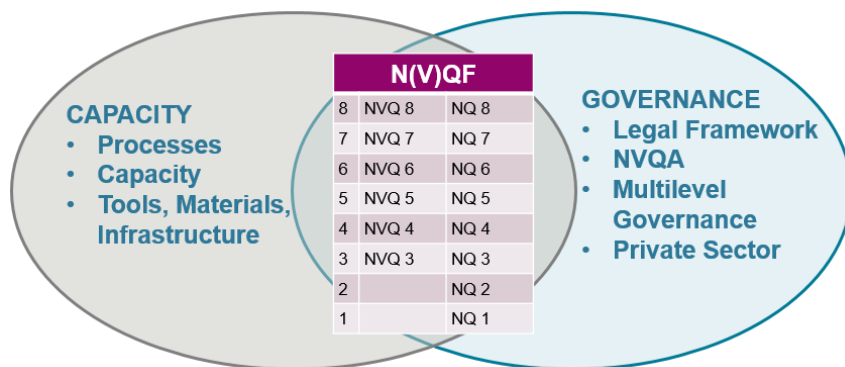 CAPACITY
• Processes
• Capacity
• Tools, Materials,
Infrastructure
N(V)QF
8 NVQ 8 NQ 8
7 NVQ 7 NQ 7
6 NVQ 6 NQ 6
5 NVQ 5 NQ 5
4 NVQ 4 NQ 4
3 NVQ 3 NQ 3
2 NQ 2
1 NQ 1
GOVERNANCE
• Legal Framework
• NVQA
• Multilevel
Governance
• Private Sector